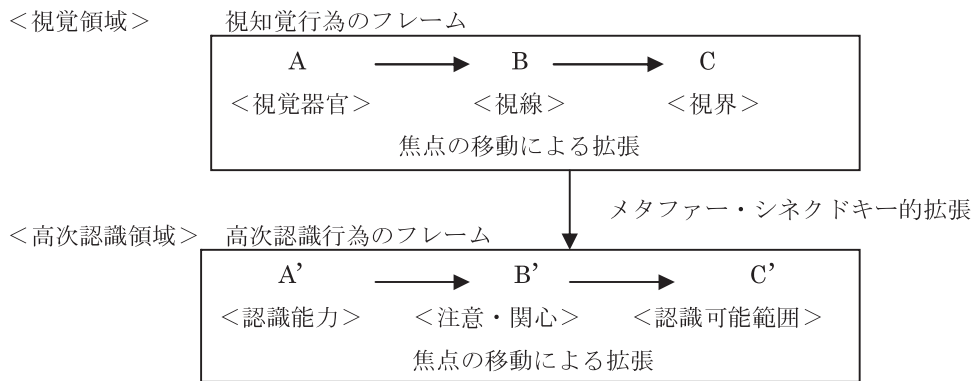 ＜視覚領域＞ 視知覚行為のフレーム
A B C
＜視覚器官＞ ＜視線＞ ＜視界＞
焦点の移動による拡張
メタファー・シネクドキー的拡張
＜高次認識領域＞ 高次認識行為のフレーム
A’ B’ C’
＜認識能力＞ ＜注意・関心＞ ＜認識可能範囲＞
焦点の移動による拡張